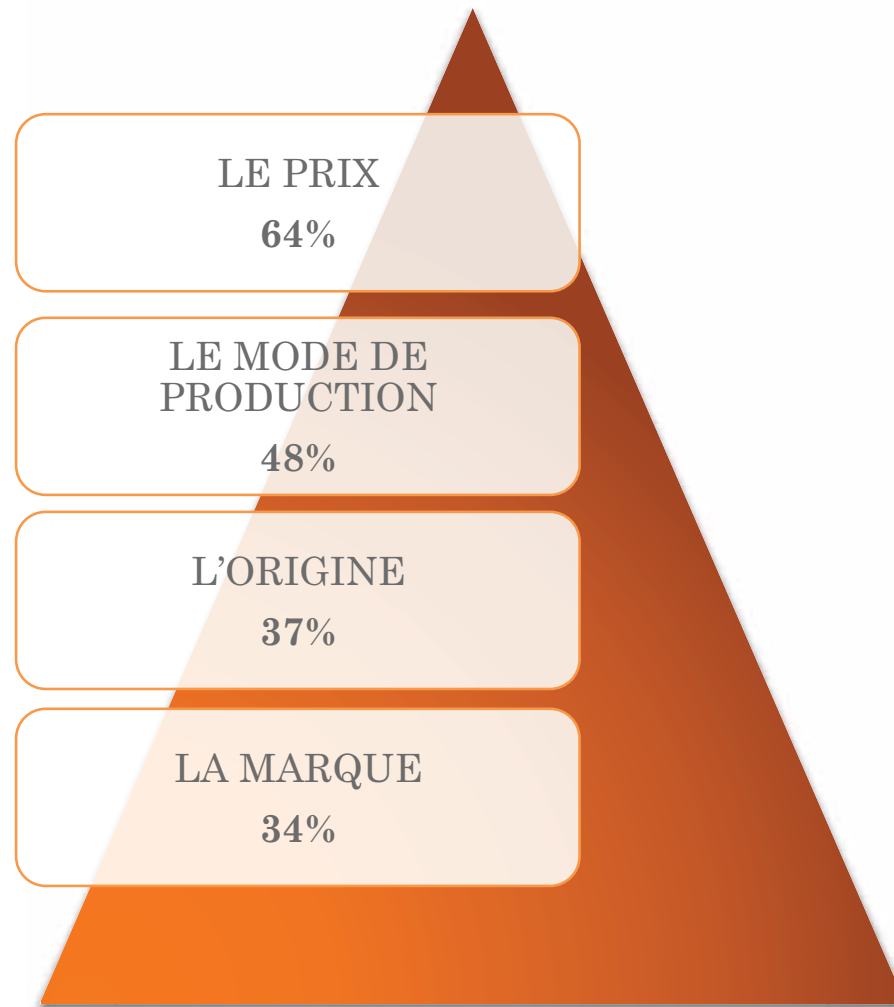 LE PRIX
64%
LE MODE DE
PRODUCTION
48%
L’ORIGINE
37%
LA MARQUE
34%